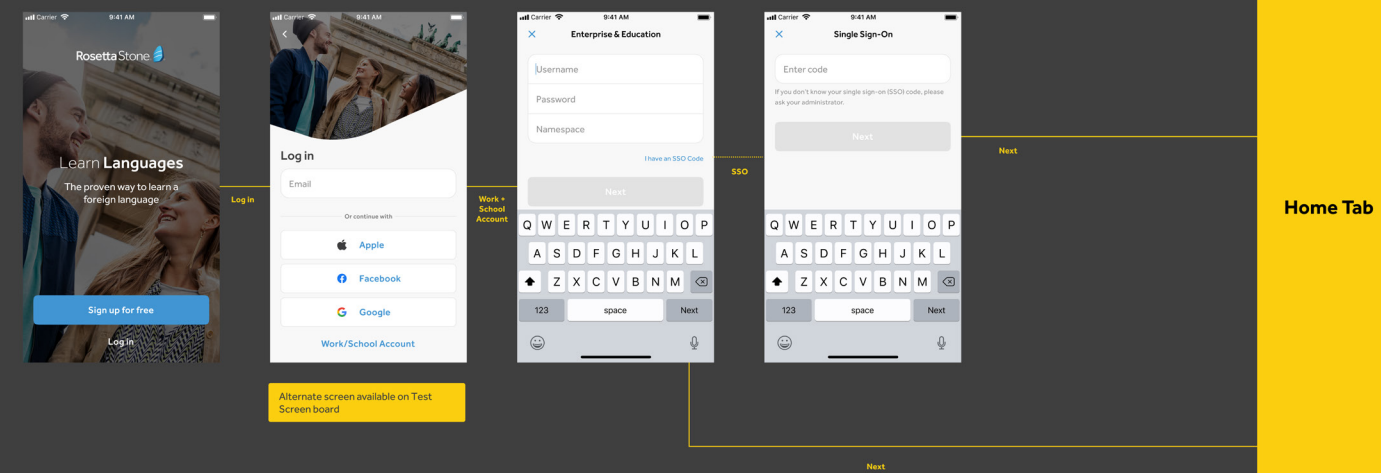 Carrier
9:41 AM
Rosetta Stone
Learn Languages
The proven way to learn a
foreign language
Sign up for free
Log in
Log in
Carrier
9:41 AM
Log in
Email
Or continue with
Apple
Facebook
Google
Work/School Account
Alternate screen available on Test
Screen board
Work +
School
Account
Carrier
9:41 AM
Enterprise & Education
Username
Password
Namespace
I have an SSO Code
Next
Q W E R T Y U I O P
A S D F G H J K L
Z X C V B N M
123 space Next
SSO
Carrier
9:41 AM
Single Sign-On
Enter code
If you don't know your single sign-on (SSO) code, please
ask your administrator.
Next
Q W E R T Y U I O P
A S D F G H J K L
Z X C V B N M
123 space Next
Next
Next
Home Tab